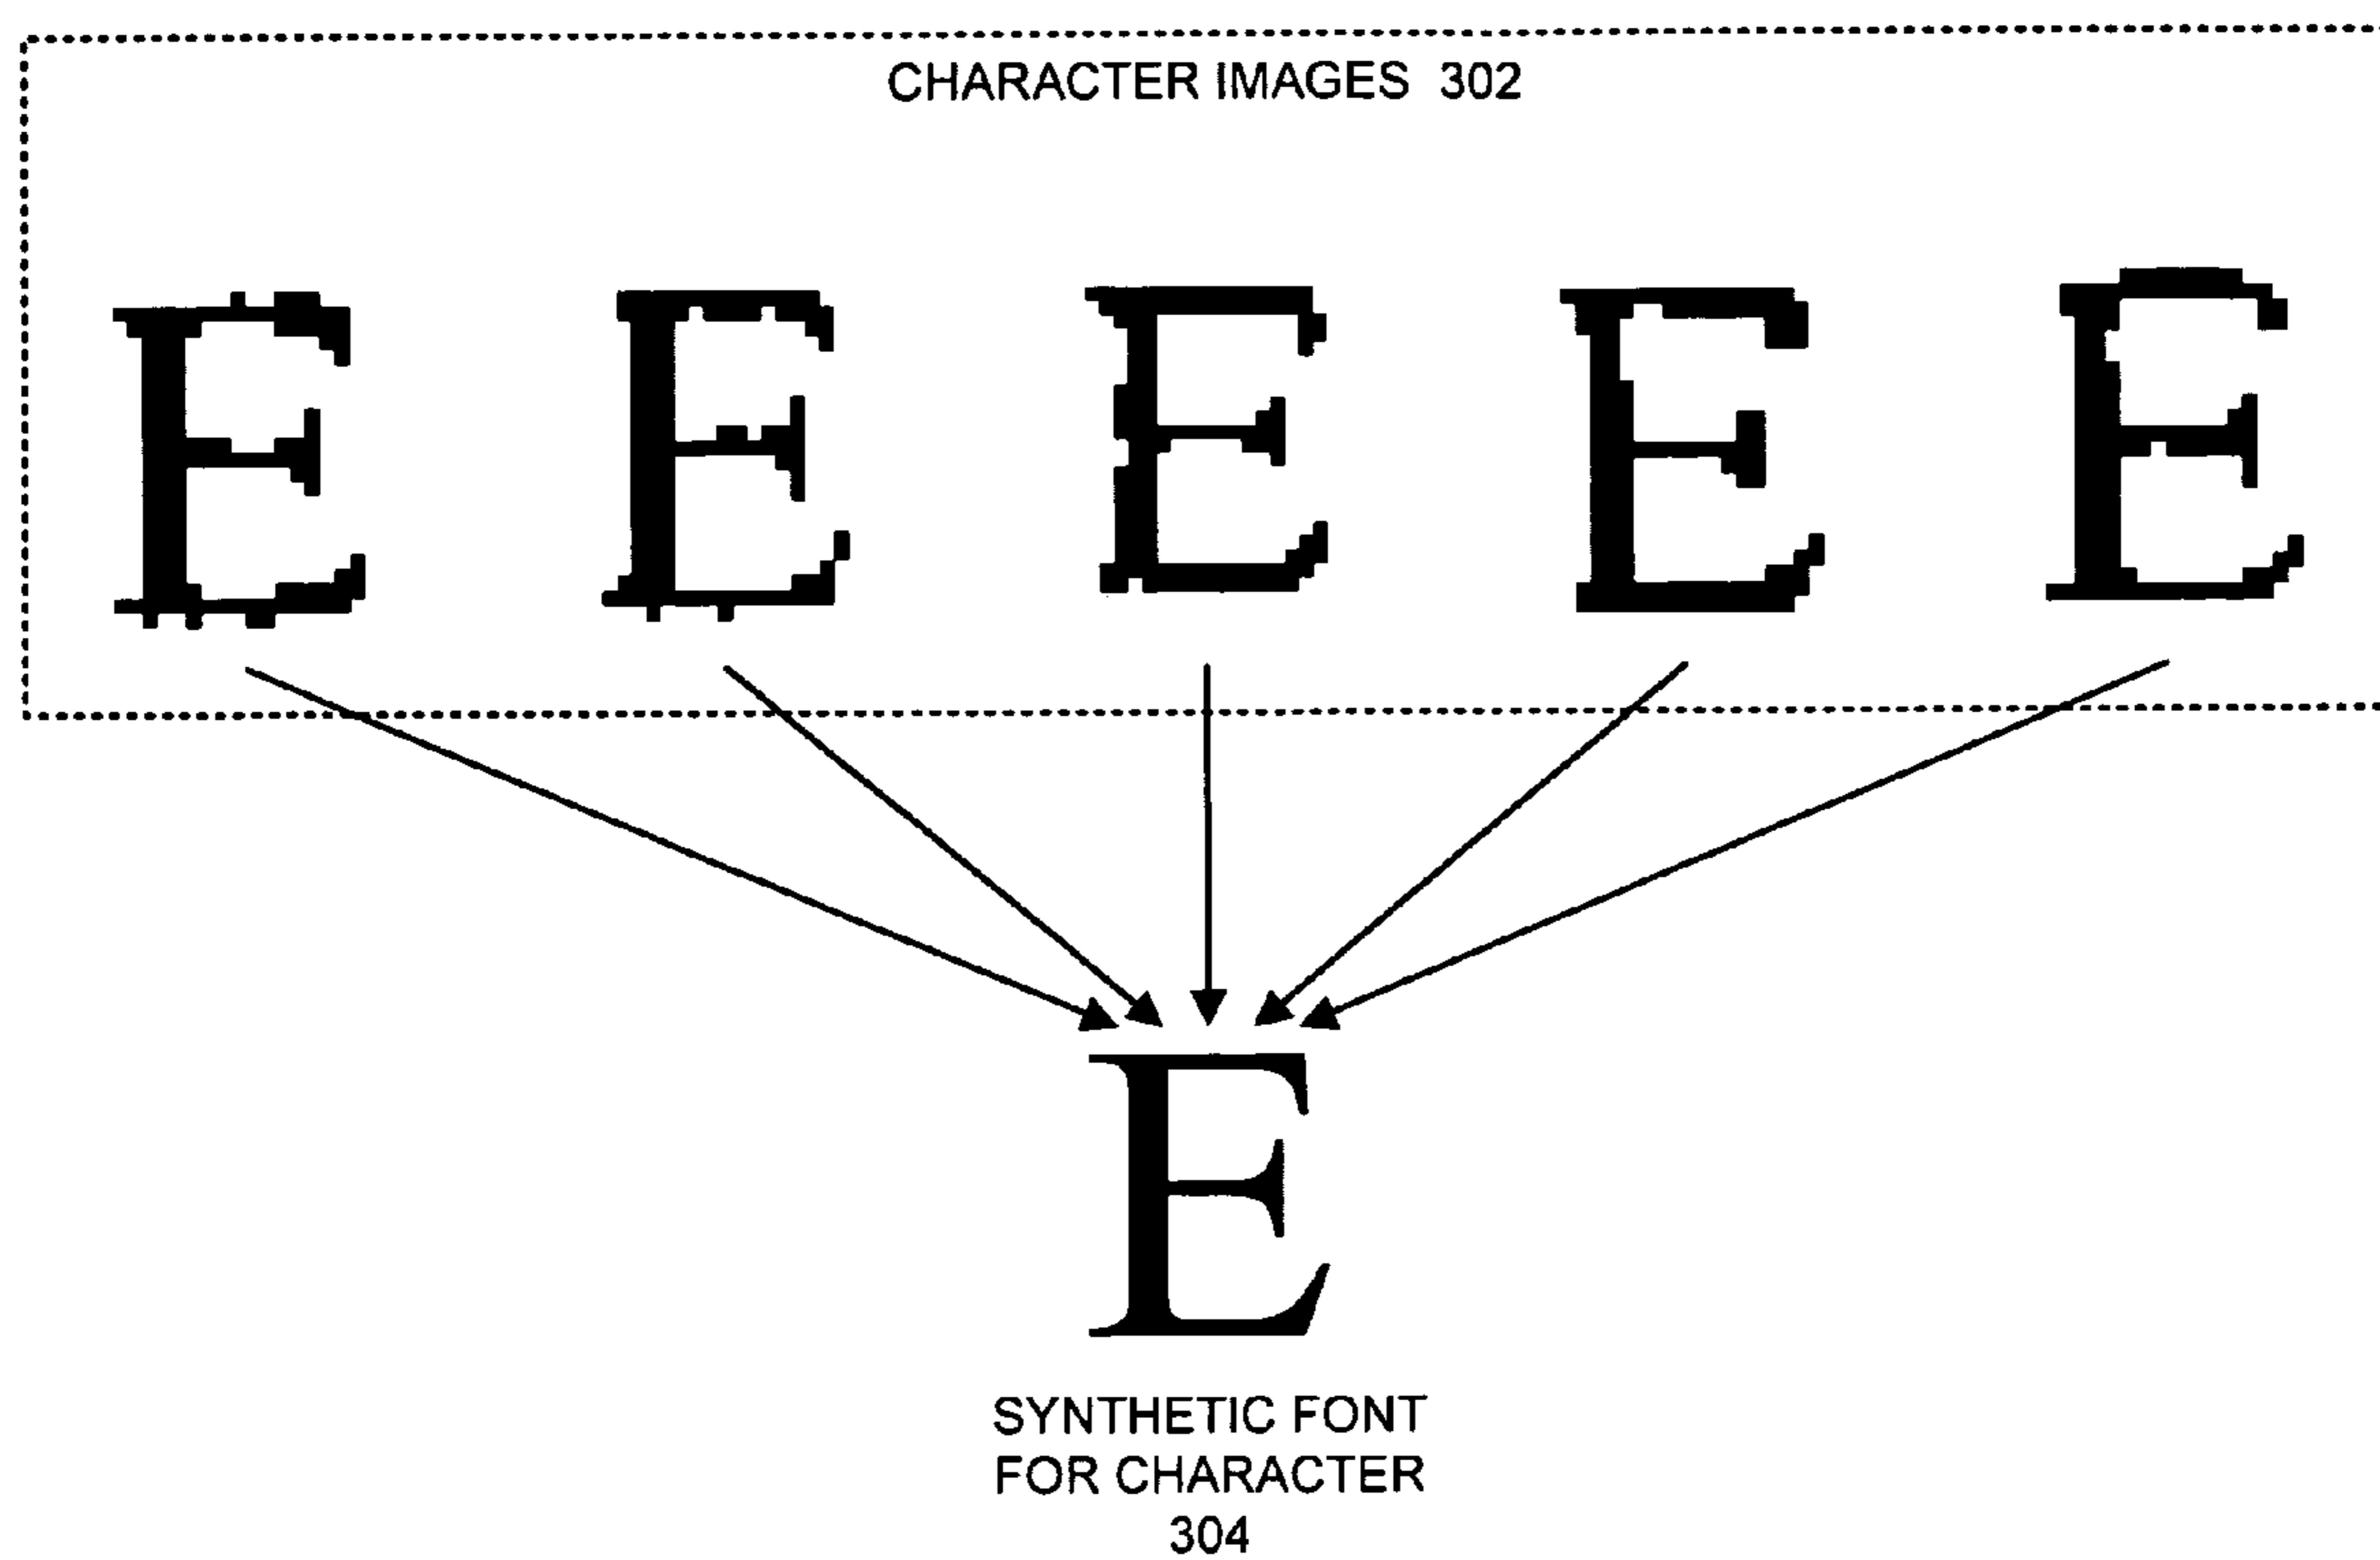 CHARACTER IMAGES 302
E E E E E
E
SYNTHETIC FONT
FOR CHARACTER
304